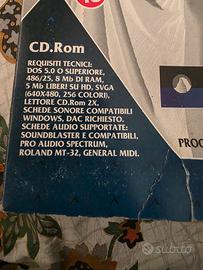 CD.Rom
REQUISITI TECNICI:
DOS 5.0 O SUPERIORE,
486/25, 8 Mb DI RAM,
5 Mb LIBERI SU HD, SVGA
(640X480, 256 COLORI),
LETTORE CD.Rom 2X,
SCHEDE SONORE COMPATIBILI
WINDOWS, DAC RICHIESTO.
SCHEDE AUDIO SUPPORTATE:
SOUNDBLASTER E COMPATIBILI,
PRO AUDIO SPECTRUM,
ROLAND MT-32, GENERAL MIDI.
subito